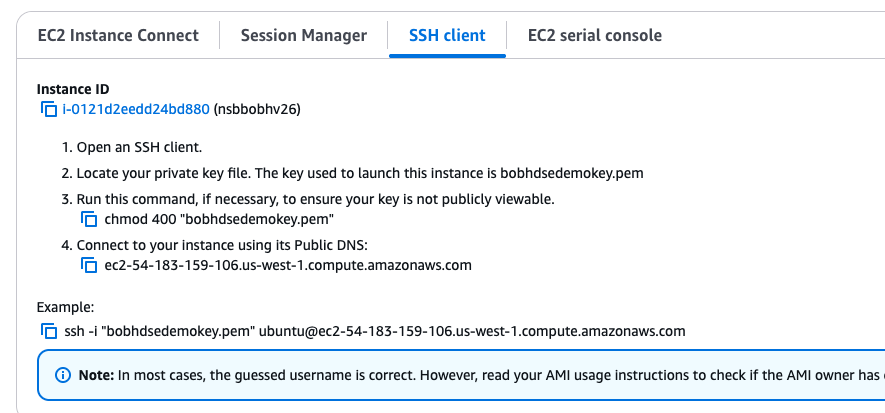 EC2 Instance Connect Session Manager SSH client EC2 serial console
Instance ID
i-0121d2eedd24bd880 (nsbbobhv26)
1. Open an SSH client.
2. Locate your private key file. The key used to launch this instance is bobhdsedemokey.pem
3. Run this command, if necessary, to ensure your key is not publicly viewable.
chmod 400 "bobhdsedemokey.pem"
4. Connect to your instance using its Public DNS:
ec2-54-183-159-106.us-west-1.compute.amazonaws.com
Example:
ssh -i "bobhdsedemokey.pem" ubuntu@ec2-54-183-159-106.us-west-1.compute.amazonaws.com
Note: In most cases, the guessed username is correct. However, read your AMI usage instructions to check if the AMI owner has